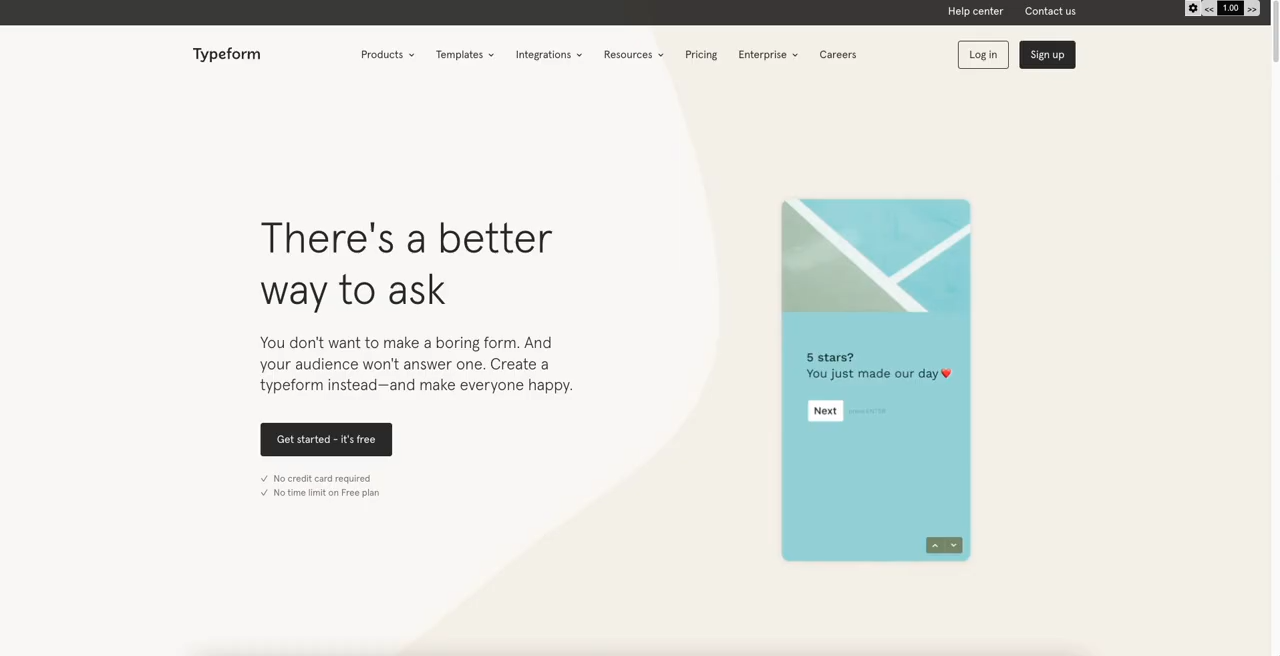 Help center Contact us
<< 1.00 >>
Typeform Products Templates Integrations Resources Pricing Enterprise Careers Log in Sign up
There's a better
way to ask
You don't want to make a boring form. And
your audience won't answer one. Create a
typeform instead—and make everyone happy.
Get started - it's free
✓ No credit card required
✓ No time limit on Free plan
5 stars?
You just made our day❤️
Next press ENTER